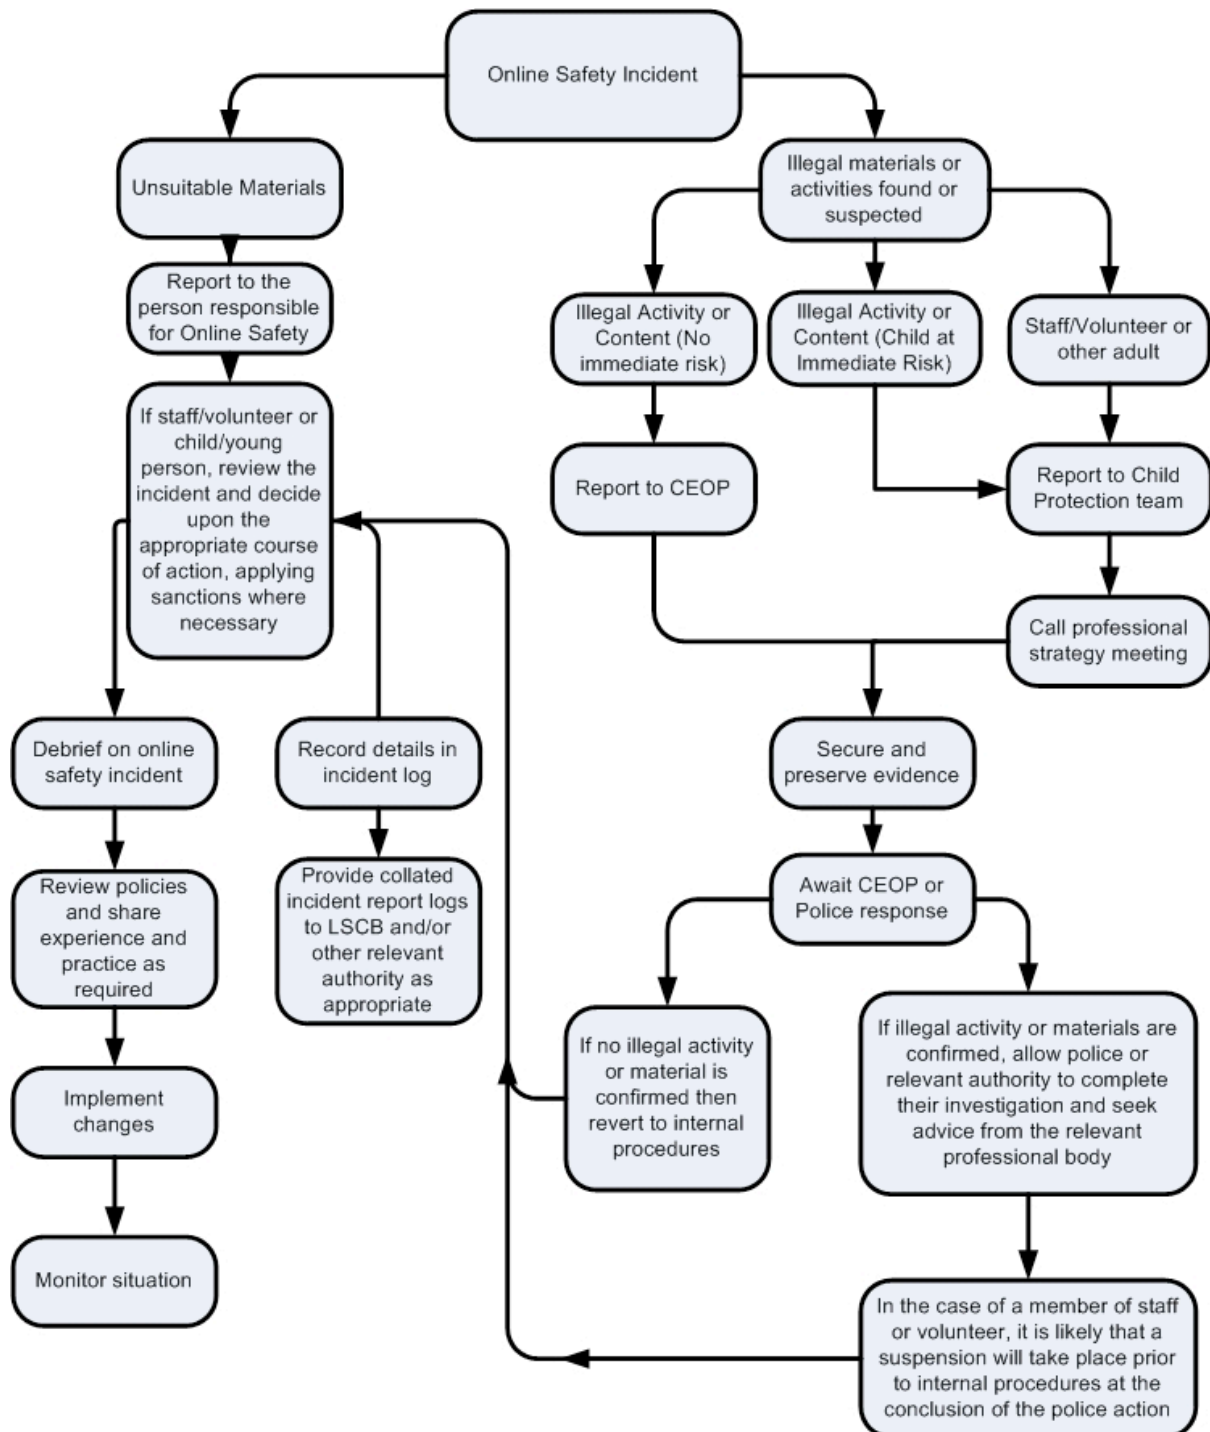 Online Safety Incident
Unsuitable Materials
Illegal materials or
activities found or
suspected
Report to the
person responsible
for Online Safety
Illegal Activity or
Content (No
immediate risk)
Illegal Activity or
Content (Child at
Immediate Risk)
Staff/Volunteer or
other adult
If staff/volunteer or
child/young
person, review the
incident and decide
upon the
appropriate course
of action, applying
sanctions where
necessary
Report to CEOP
Report to Child
Protection team
Call professional
strategy meeting
Debrief on online
safety incident
Record details in
incident log
Secure and
preserve evidence
Review policies
and share
experience and
practice as
required
Provide collated
incident report logs
to LSCB and/or
other relevant
authority as
appropriate
Await CEOP or
Police response
If no illegal activity
or material is
confirmed then
revert to internal
procedures
If illegal activity or materials are
confirmed, allow police or
relevant authority to complete
their investigation and seek
advice from the relevant
professional body
Implement
changes
Monitor situation
In the case of a member of staff
or volunteer, it is likely that a
suspension will take place prior
to internal procedures at the
conclusion of the police action